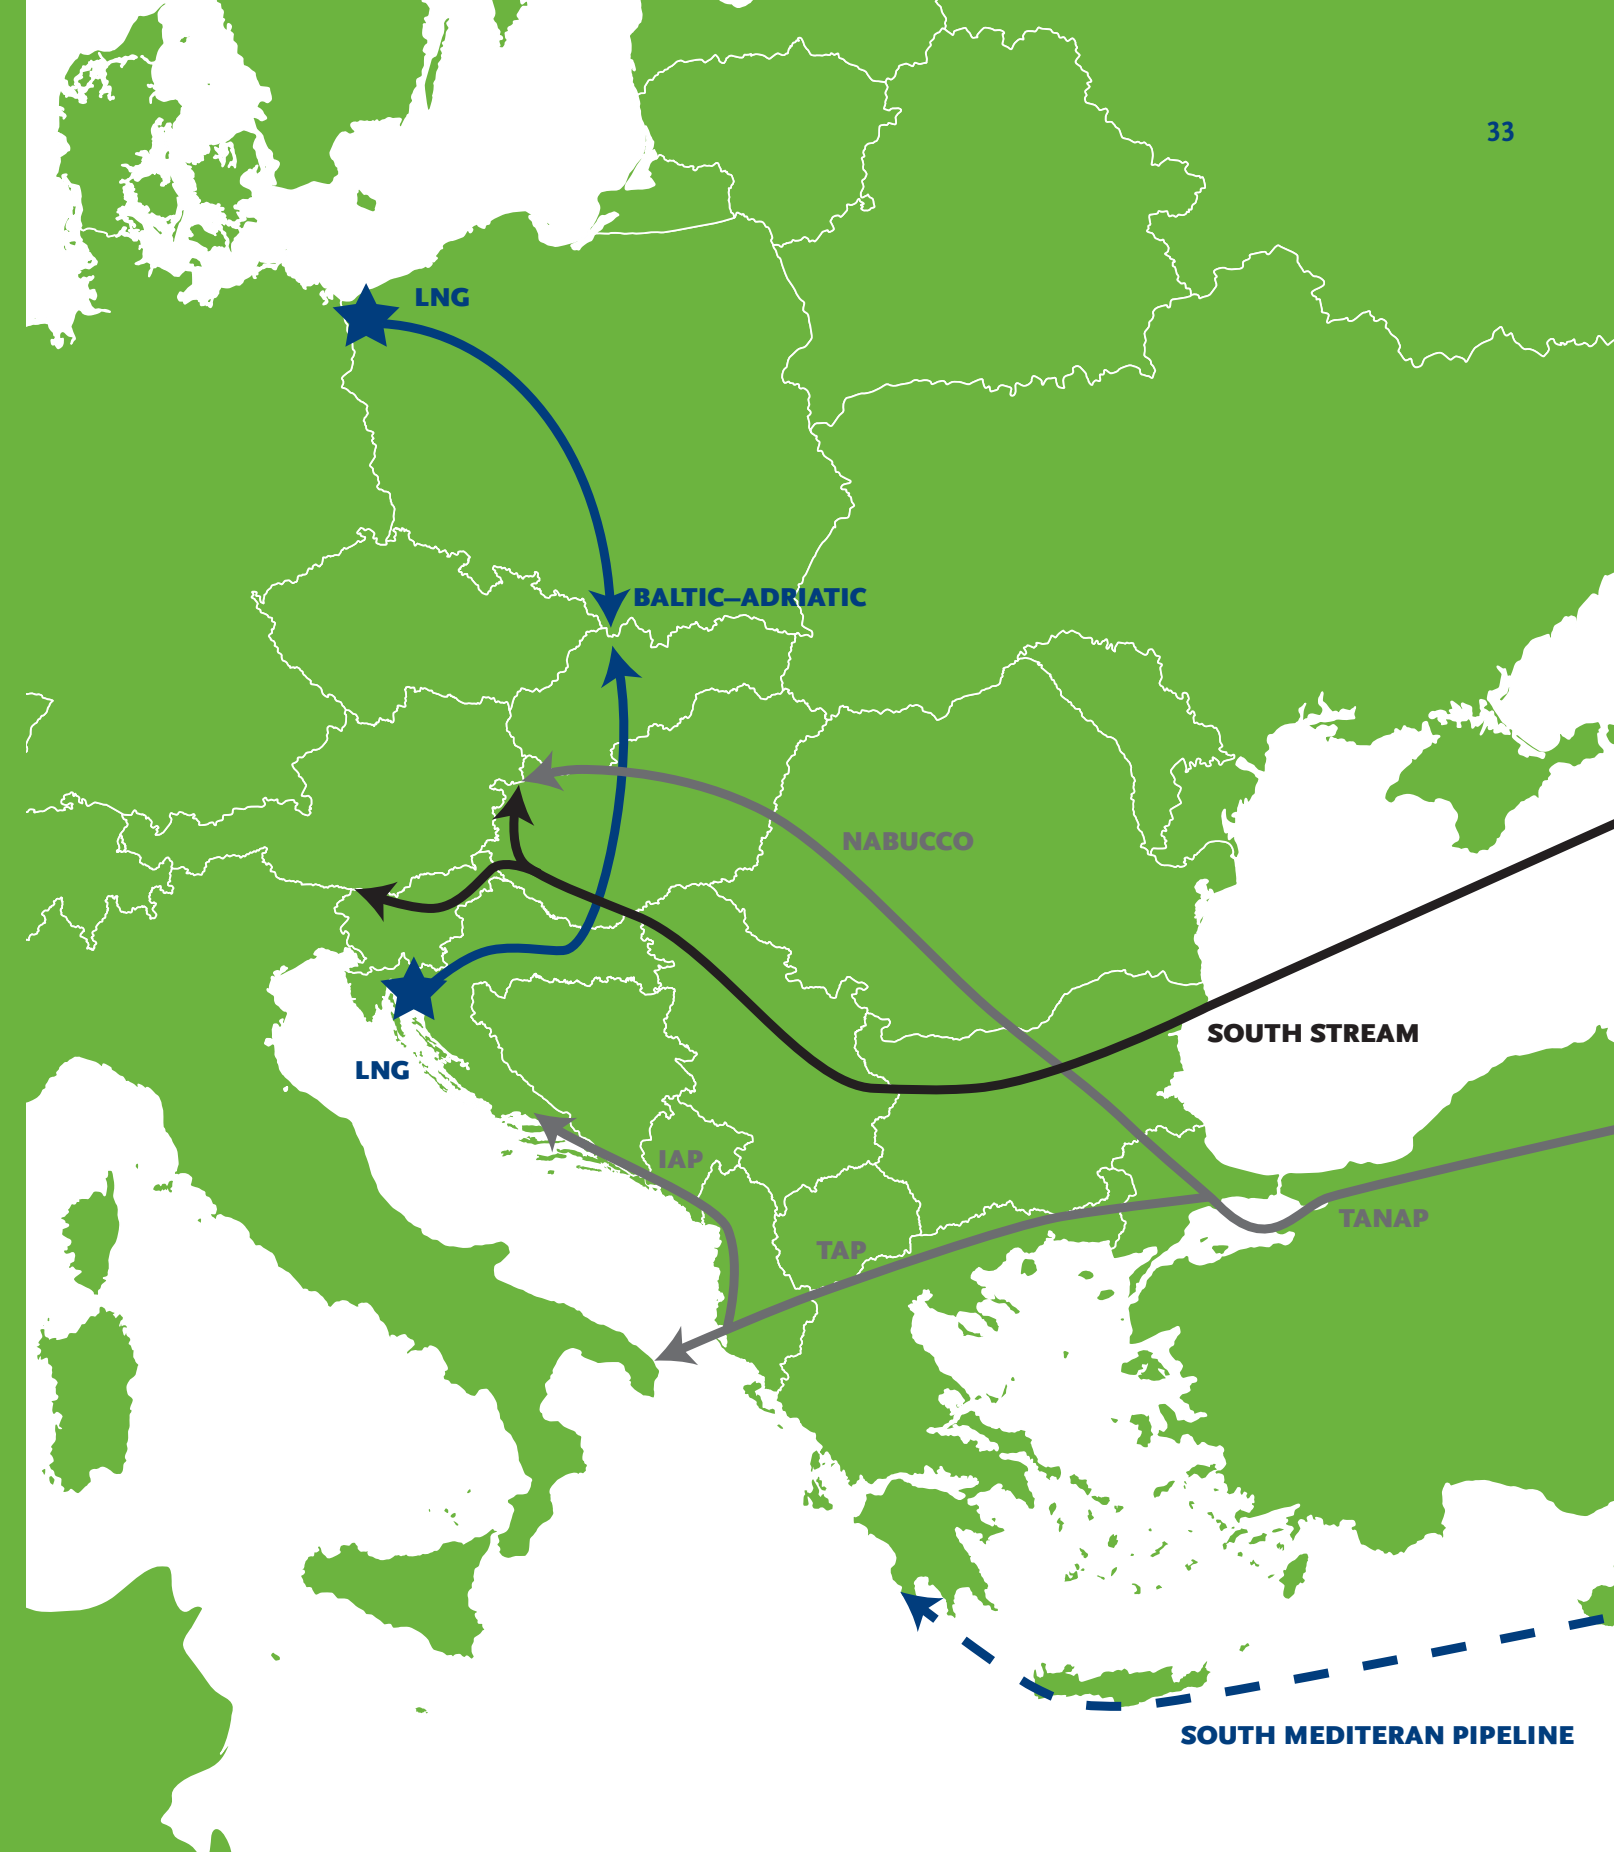 33
LNG
BALTIC–ADRIATIC
NABUCCO
SOUTH STREAM
LNG
IAP
TANAP
TAP
SOUTH MEDITERAN PIPELINE